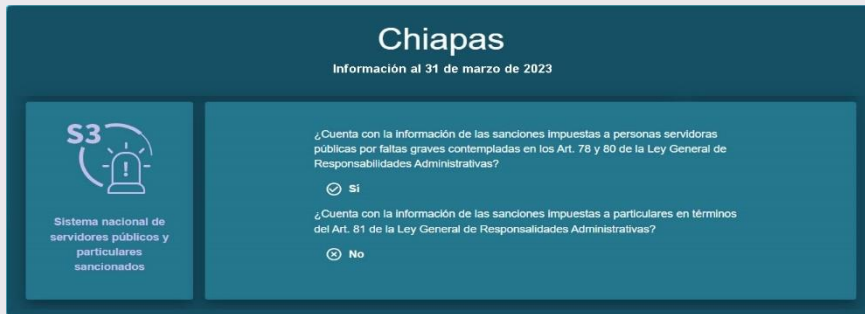 Chiapas
Información al 31 de marzo de 2023
S3
Sistema nacional de
servidores públicos y
particulares
sancionados
¿Cuenta con la información de las sanciones impuestas a personas servidoras
públicas por faltas graves contempladas en los Art. 78 y 80 de la Ley General de
Responsabilidades Administrativas?
Sí
¿Cuenta con la información de las sanciones impuestas a particulares en términos
del Art. 81 de la Ley General de Responsalidades Administrativas?
No